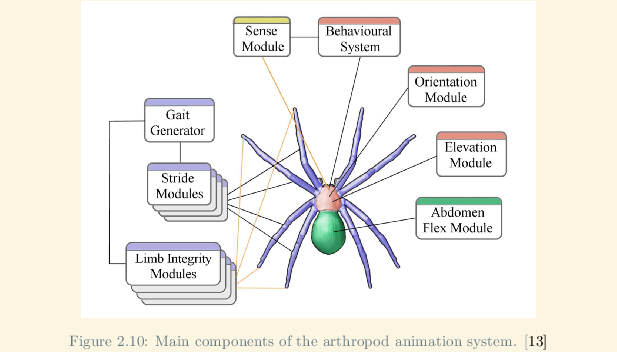 Sense
Module
Behavioural
System
Orientation
Module
Gait
Generator
Elevation
Module
Stride
Modules
Abdomen
Flex Module
Limb Integrity
Modules
Figure 2.10: Main components of the arthropod animation system. [13]